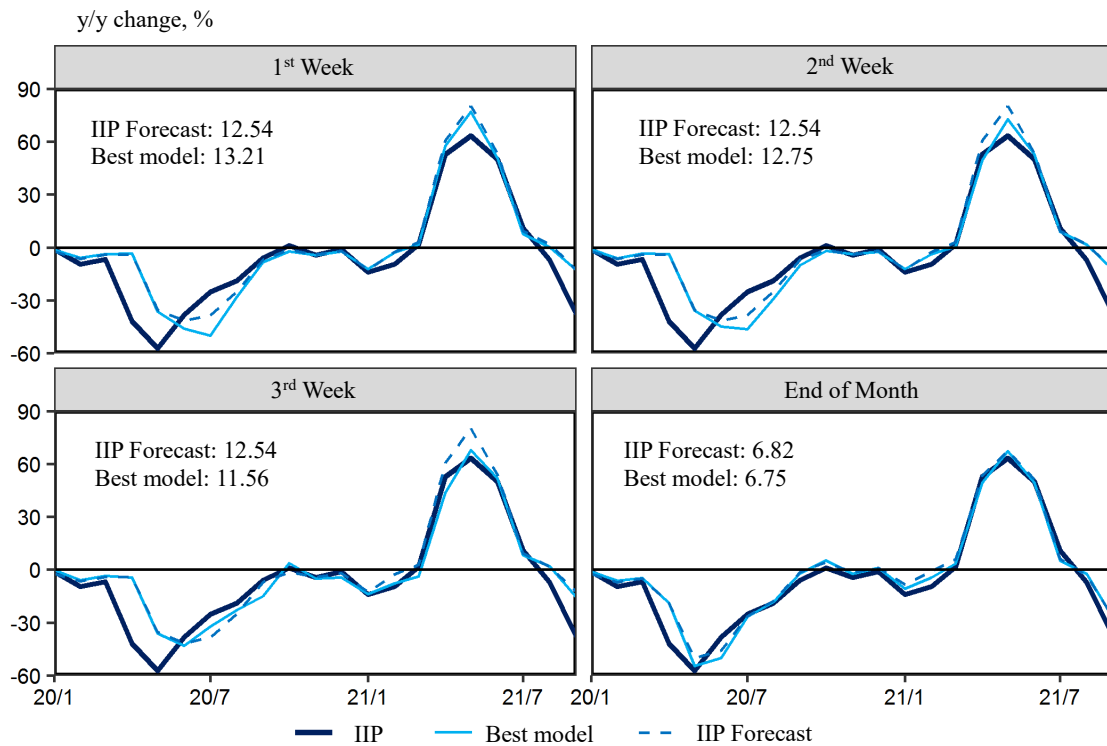 y/y change, %
1st Week
2nd Week
90
60
30
0
-30
-60
IIP Forecast: 12.54
Best model: 13.21
IIP Forecast: 12.54
Best model: 12.75
3rd Week
End of Month
90
60
30
0
-30
-60
IIP Forecast: 12.54
Best model: 11.56
IIP Forecast: 6.82
Best model: 6.75
20/1 20/7 21/1 21/7 20/1 20/7 21/1 21/7
IIP Best model IIP Forecast